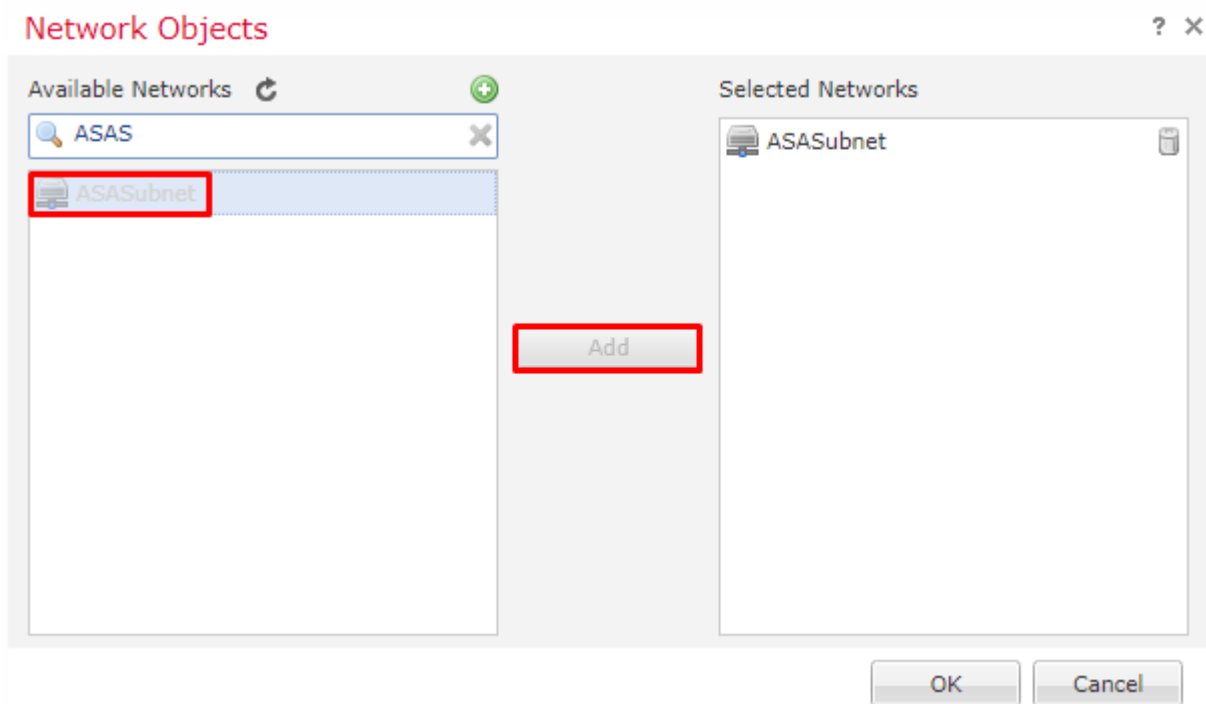 Network Objects
?
Available Networks
Selected Networks
ASAS
ASASubnet
ASASubnet
Add
OK
Cancel